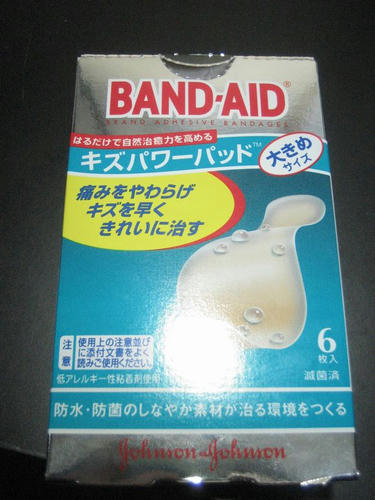 BAND-AID®
BRAND ADHESIVE BANDAGES
はるだけで自然治癒力を高める
キズパワーパッド™
大きめ
サイズ
痛みをやわらげ
キズを早く
きれいに治す
注意
使用上の注意並び
に添付文書をよく
読みご使用ください。
低アレルギー性粘着剤使用
6
枚入
滅菌済
防水・防菌のしなやか素材が治る環境をつくる
Johnson & Johnson